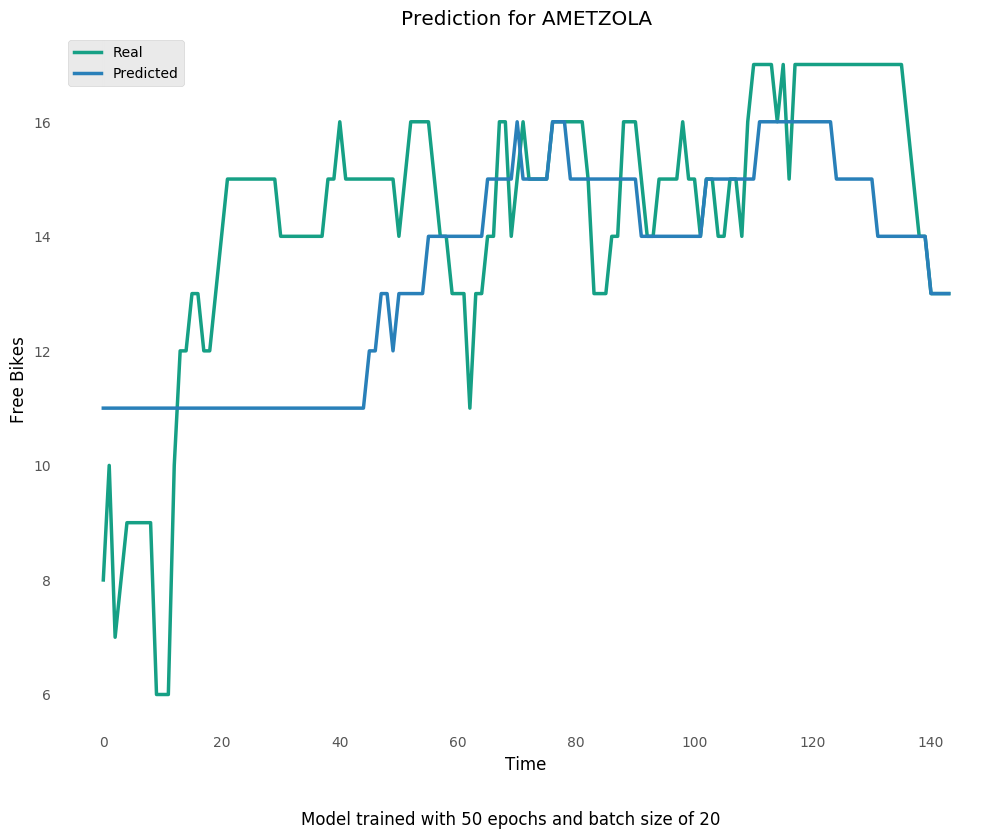 Prediction for AMETZOLA
Real
Predicted
Free Bikes
16
14
12
10
8
6
0 20 40 60 80 100 120 140
Time
Model trained with 50 epochs and batch size of 20